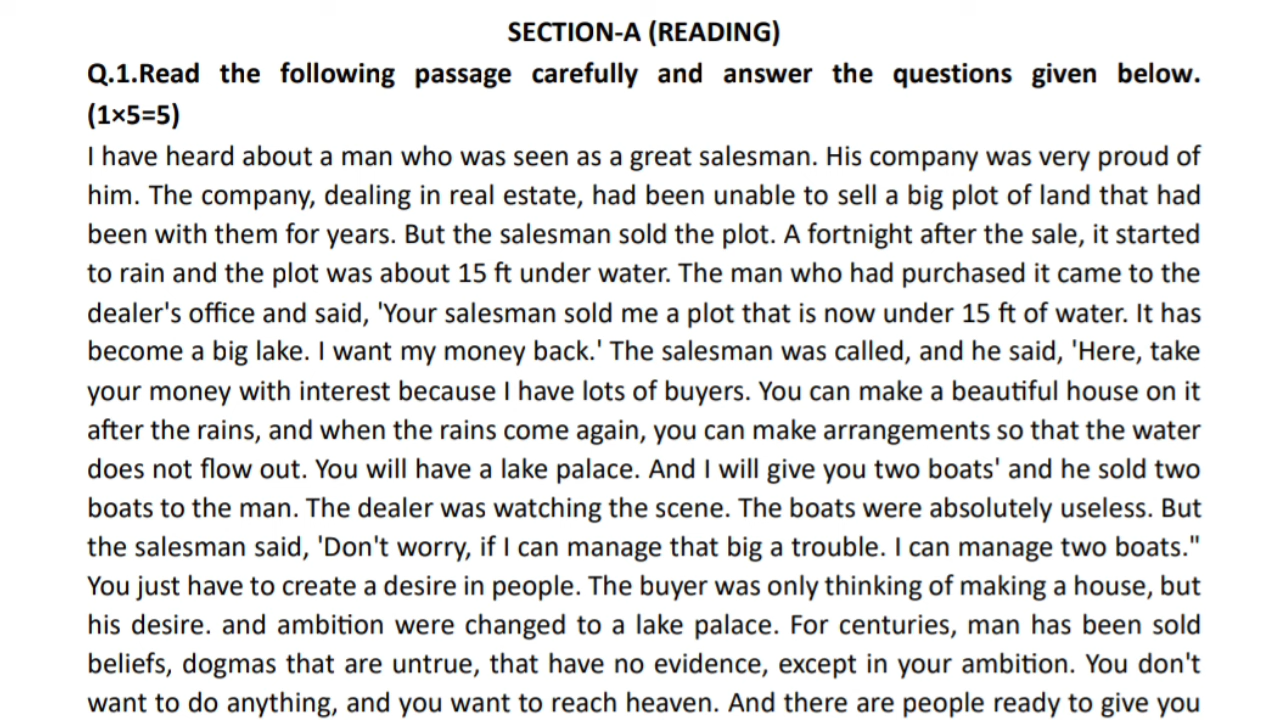 SECTION-A (READING)
Q.1.Read the following passage carefully and answer the questions given below.
(1×5=5)
I have heard about a man who was seen as a great salesman. His company was very proud of
him. The company, dealing in real estate, had been unable to sell a big plot of land that had
been with them for years. But the salesman sold the plot. A fortnight after the sale, it started
to rain and the plot was about 15 ft under water. The man who had purchased it came to the
dealer's office and said, 'Your salesman sold me a plot that is now under 15 ft of water. It has
become a big lake. I want my money back.' The salesman was called, and he said, 'Here, take
your money with interest because I have lots of buyers. You can make a beautiful house on it
after the rains, and when the rains come again, you can make arrangements so that the water
does not flow out. You will have a lake palace. And I will give you two boats' and he sold two
boats to the man. The dealer was watching the scene. The boats were absolutely useless. But
the salesman said, 'Don't worry, if I can manage that big a trouble. I can manage two boats."
You just have to create a desire in people. The buyer was only thinking of making a house, but
his desire. and ambition were changed to a lake palace. For centuries, man has been sold
beliefs, dogmas that are untrue, that have no evidence, except in your ambition. You don't
want to do anything, and you want to reach heaven. And there are people ready to give you